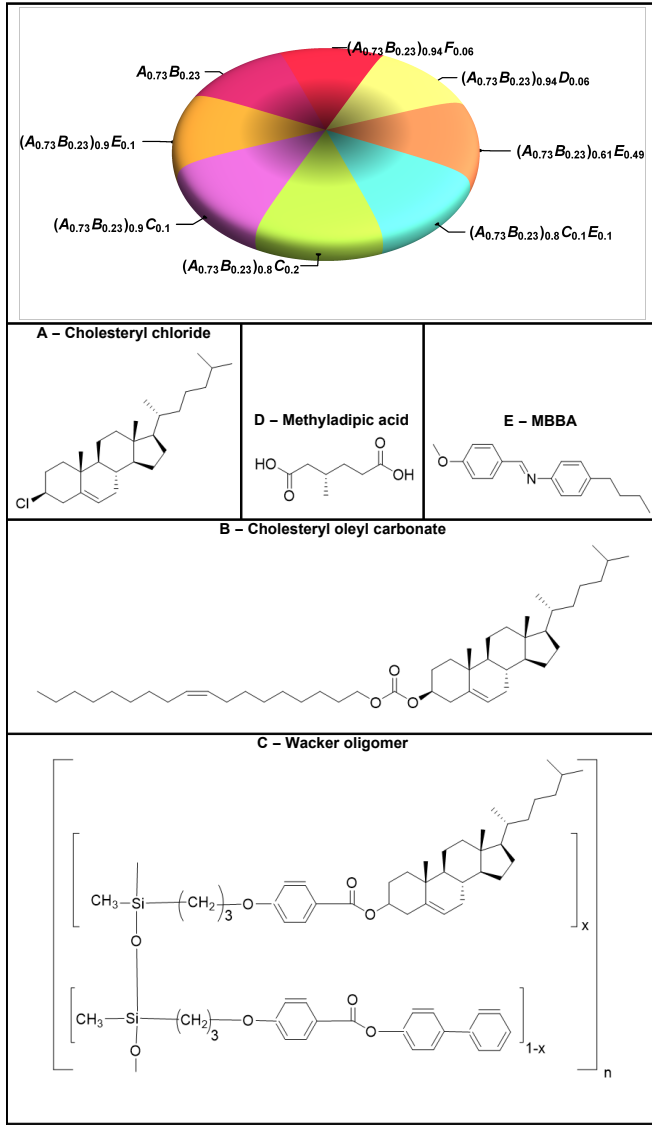 (A0.73B0.23)0.94F0.06
A0.73B0.23
(A0.73B0.23)0.94D0.06
(A0.73B0.23)0.9E0.1
(A0.73B0.23)0.61E0.49
(A0.73B0.23)0.9C0.1
(A0.73B0.23)0.8C0.1E0.1
(A0.73B0.23)0.8C0.2
A – Cholesteryl chloride
Cl
D – Methyladipic acid
O
HO
OH
O
E – MBBA
O
N
B – Cholesteryl oleyl carbonate
O
O
O
C – Wacker oligomer
CH3
Si
(CH2)3
O
O
O
x
O
CH3
Si
(CH2)3
O
O
O
1-x
O
n